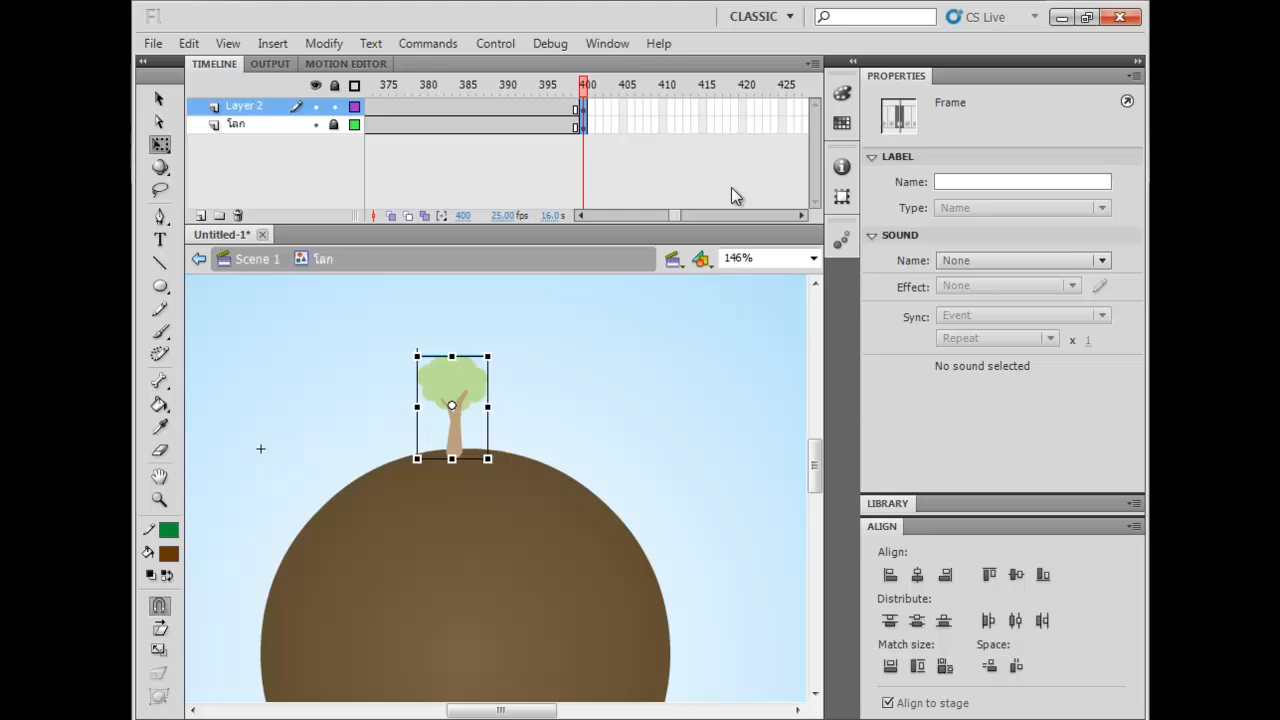 Fl CLASSIC CS Live
File Edit View Insert Modify Text Commands Control Debug Window Help
TIMELINE OUTPUT MOTION EDITOR
375 380 385 390 395 400 405 410 415 420 425
Layer 2
โลก
400 25.00 fps 16.0 s
Untitled-1*
Scene 1 โลก 146%
PROPERTIES
Frame
LABEL
Name:
Type: Name
SOUND
Name: None
Effect: None
Sync: Event
Repeat x 1
No sound selected
LIBRARY
ALIGN
Align:
Distribute:
Match size: Space:
Align to stage